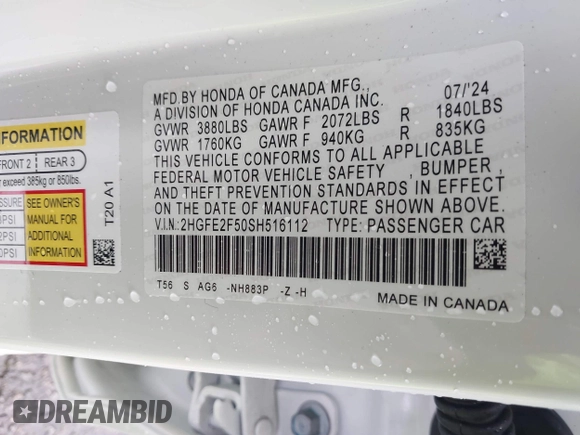 MFD.BY HONDA OF CANADA MFG., 07/'24
A DIVISION OF HONDA CANADA INC.
GVWR 3880LBS GAWR F 2072LBS R 1840LBS
GVWR 1760KG GAWR F 940KG R 835KG
THIS VEHICLE CONFORMS TO ALL APPLICABLE
FEDERAL MOTOR VEHICLE SAFETY , BUMPER ,
AND THEFT PREVENTION STANDARDS IN EFFECT
ON THE DATE OF MANUFACTURE SHOWN ABOVE.
V.I.N.:2HGFE2F50SH516112 TYPE: PASSENGER CAR
T56 S AG6 -NH883P -Z -H
MADE IN CANADA
INFORMATION
FRONT 2 REAR 3
exceed 385kg or 850lbs.
SEE OWNER'S
MANUAL FOR
ADDITIONAL
INFORMATION
T20 A1
DREAMBID